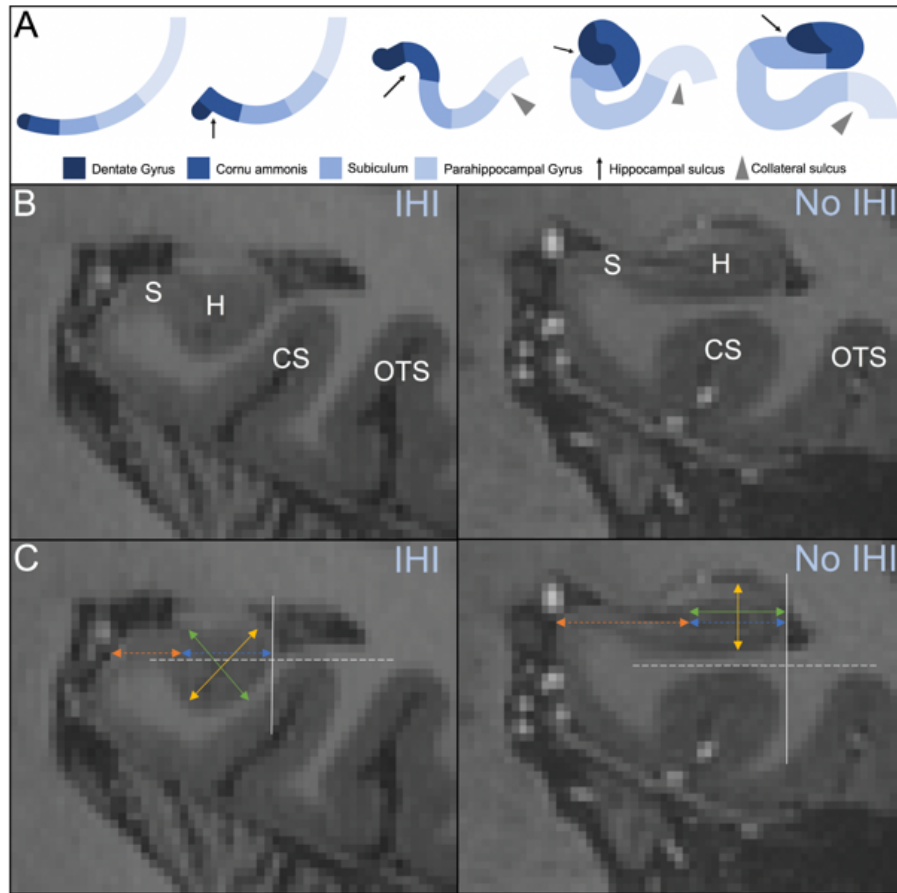 A
Dentate Gyrus Cornu ammonis Subiculum Parahippocampal Gyrus Hippocampal sulcus Collateral sulcus
B IHI No IHI
S H CS OTS S H CS OTS
C IHI No IHI